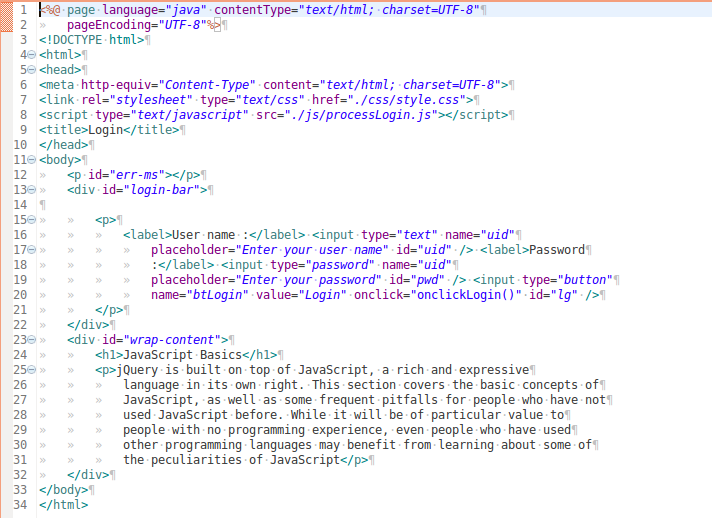 1 <%@ page language="java" contentType="text/html; charset=UTF-8"¶
2 » pageEncoding="UTF-8"%>¶
3 <!DOCTYPE html>¶
4 <html>¶
5 <head>¶
6 <meta http-equiv="Content-Type" content="text/html; charset=UTF-8">¶
7 <link rel="stylesheet" type="text/css" href="./css/style.css">¶
8 <script type="text/javascript" src="./js/processLogin.js"></script>¶
9 <title>Login</title>¶
10 </head>¶
11 <body>¶
12 » <p id="err-ms"></p>¶
13 » <div id="login-bar">¶
14 ¶
15 » » <p>¶
16 » » » <label>User name :</label> <input type="text" name="uid"¶
17 » » » » placeholder="Enter your user name" id="uid" /> <label>Password¶
18 » » » » :</label> <input type="password" name="uid"¶
19 » » » » placeholder="Enter your password" id="pwd" /> <input type="button"¶
20 » » » » name="btLogin" value="Login" onclick="onclickLogin()" id="lg" />¶
21 » » </p>¶
22 » </div>¶
23 » <div id="wrap-content">¶
24 » » <h1>JavaScript Basics</h1>¶
25 » » <p>jQuery is built on top of JavaScript, a rich and expressive¶
26 » » » language in its own right. This section covers the basic concepts of¶
27 » » » JavaScript, as well as some frequent pitfalls for people who have not¶
28 » » » used JavaScript before. While it will be of particular value to¶
29 » » » people with no programming experience, even people who have used¶
30 » » » other programming languages may benefit from learning about some of¶
31 » » » the peculiarities of JavaScript</p>¶
32 » </div>¶
33 </body>¶
34 </html>